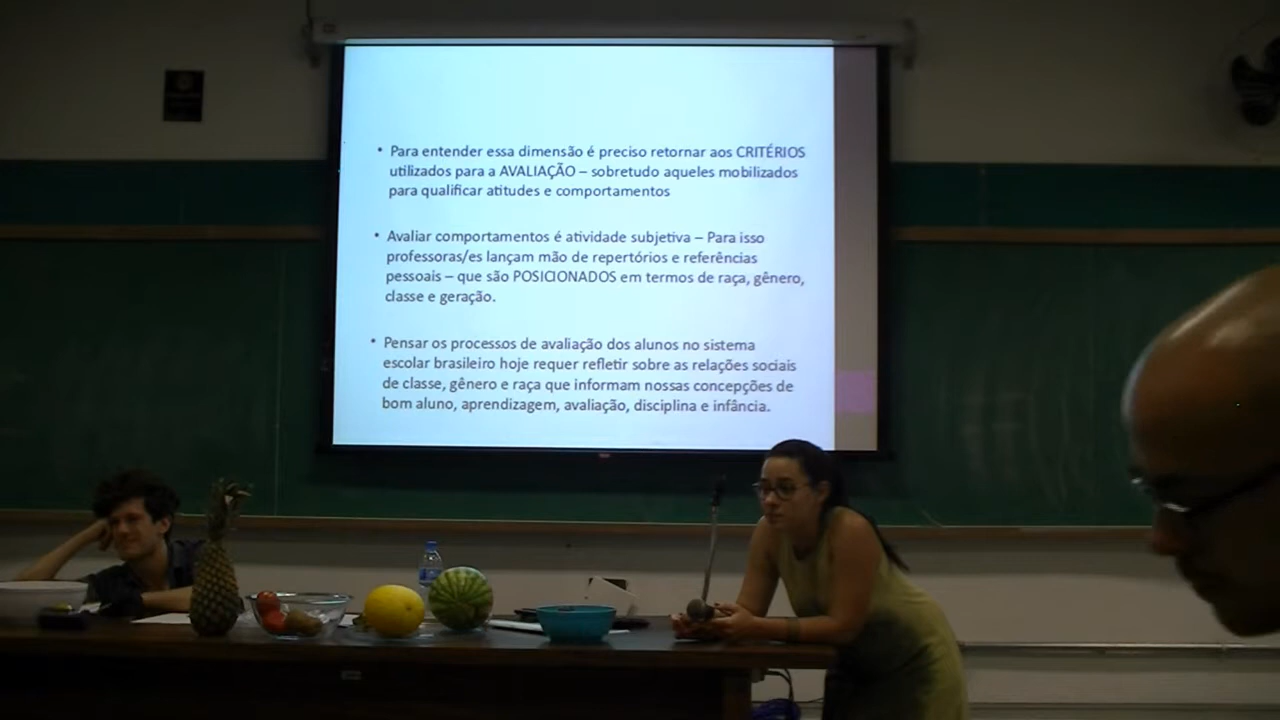 • Para entender essa dimensão é preciso retornar aos CRITÉRIOS
utilizados para a AVALIAÇÃO – sobretudo aqueles mobilizados
para qualificar atitudes e comportamentos
• Avaliar comportamentos é atividade subjetiva – Para isso
professoras/es lançam mão de repertórios e referências
pessoais – que são POSICIONADOS em termos de raça, gênero,
classe e geração.
• Pensar os processos de avaliação dos alunos no sistema
escolar brasileiro hoje requer refletir sobre as relações sociais
de classe, gênero e raça que informam nossas concepções de
bom aluno, aprendizagem, avaliação, disciplina e infância.